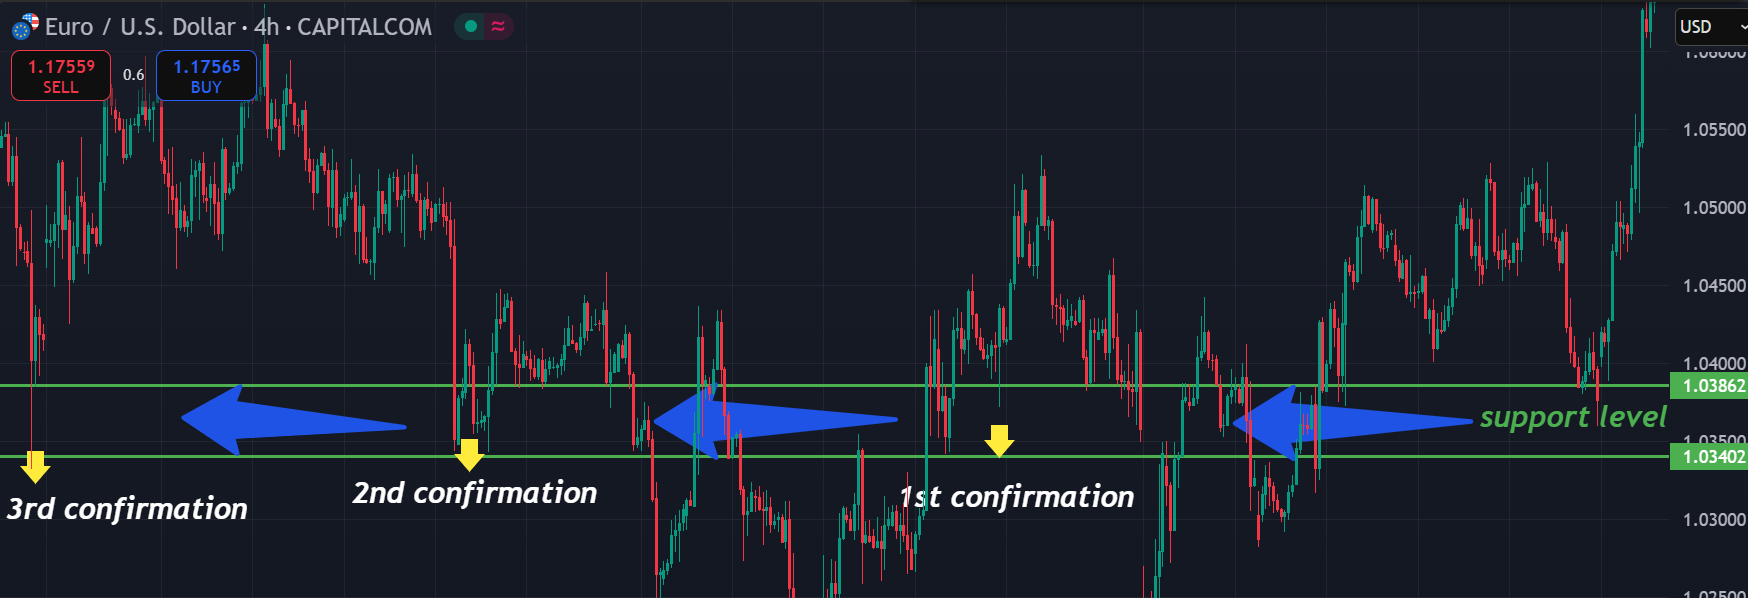 Euro / U.S. Dollar · 4h · CAPITALCOM
USD
1.17559
SELL
0.6
1.17565
BUY
1.06000
1.05500
1.05000
1.04500
1.04000
1.03862
support level
1.03500
1.03402
3rd confirmation
2nd confirmation
1st confirmation
1.03000
1.02500